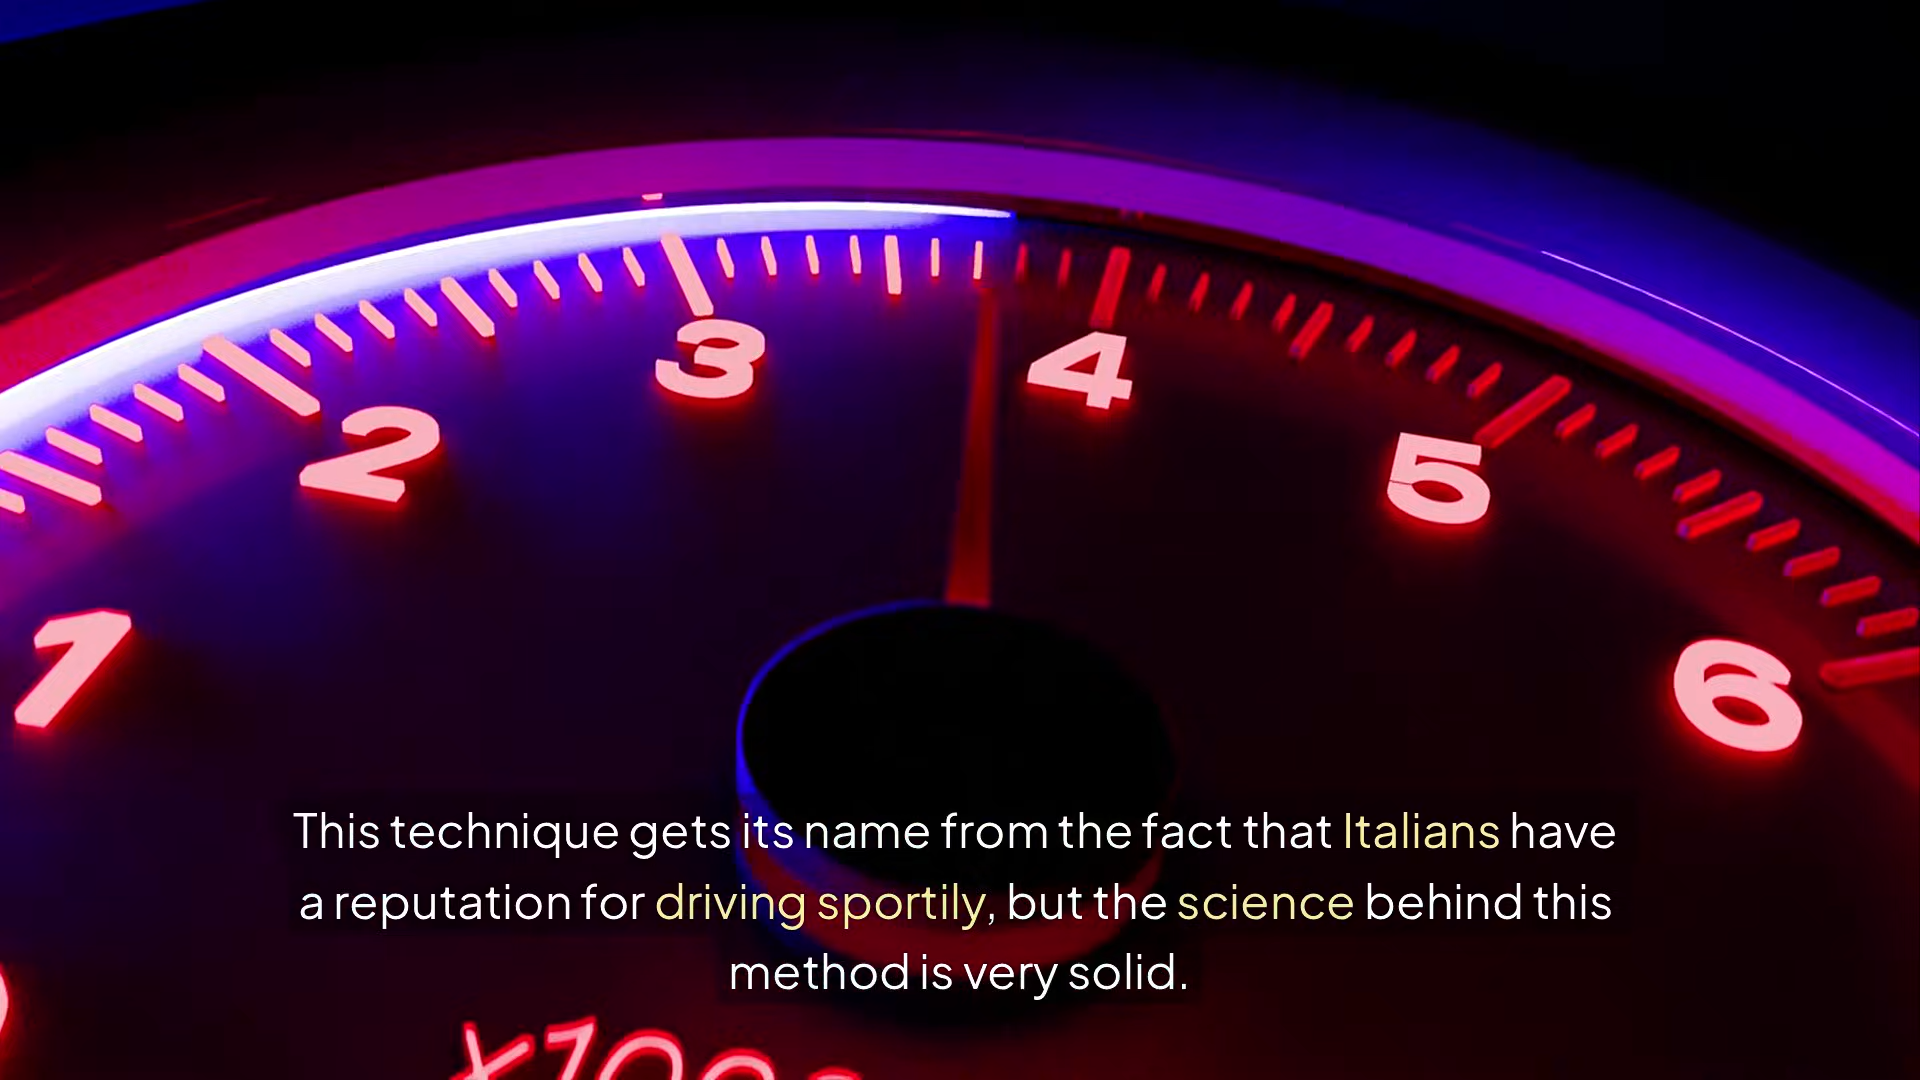 3
4
2
5
1
6
This technique gets its name from the fact that Italians have
a reputation for driving sportily, but the science behind this
method is very solid.